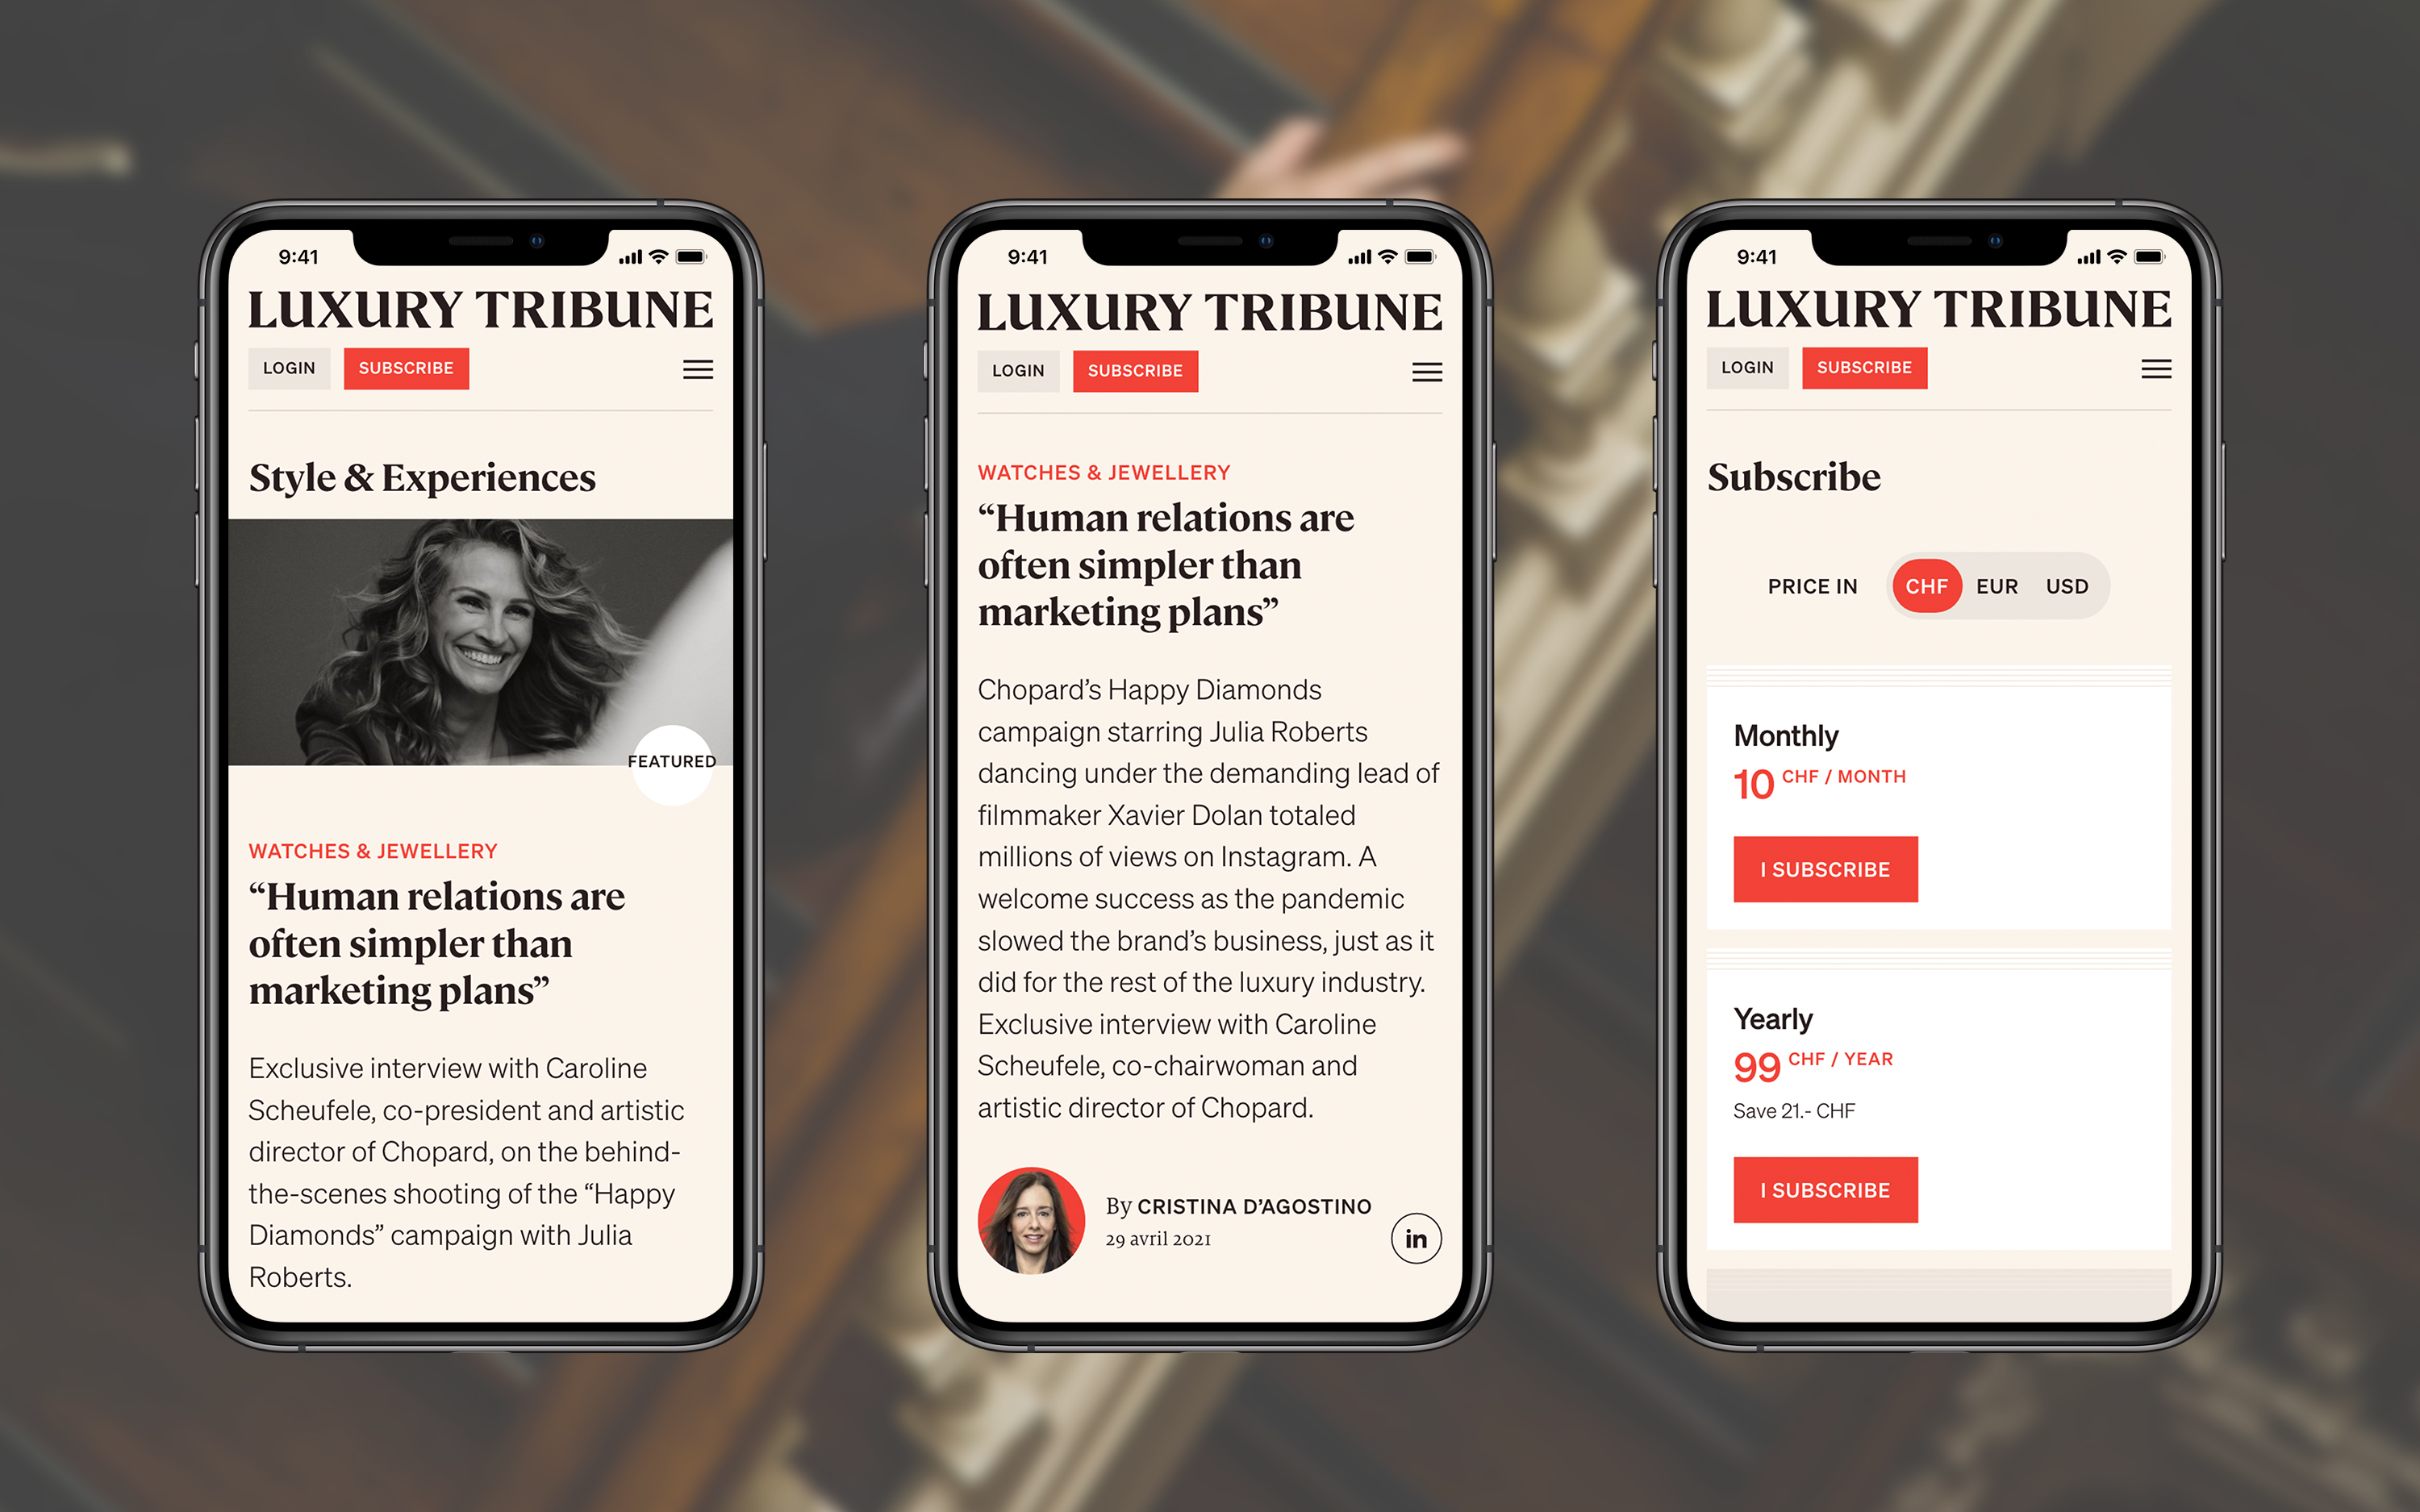 9:41
LUXURY TRIBUNE
LOGIN SUBSCRIBE
Style & Experiences
FEATURED
WATCHES & JEWELLERY
“Human relations are
often simpler than
marketing plans”
Exclusive interview with Caroline
Scheufele, co-president and artistic
director of Chopard, on the behind-
the-scenes shooting of the “Happy
Diamonds” campaign with Julia
Roberts.
9:41
LUXURY TRIBUNE
LOGIN SUBSCRIBE
WATCHES & JEWELLERY
“Human relations are
often simpler than
marketing plans”
Chopard’s Happy Diamonds
campaign starring Julia Roberts
dancing under the demanding lead of
filmmaker Xavier Dolan totaled
millions of views on Instagram. A
welcome success as the pandemic
slowed the brand’s business, just as it
did for the rest of the luxury industry.
Exclusive interview with Caroline
Scheufele, co-chairwoman and
artistic director of Chopard.
By CRISTINA D’AGOSTINO
29 avril 2021
in
9:41
LUXURY TRIBUNE
LOGIN SUBSCRIBE
Subscribe
PRICE IN CHF EUR USD
Monthly
10 CHF / MONTH
I SUBSCRIBE
Yearly
99 CHF / YEAR
Save 21.- CHF
I SUBSCRIBE